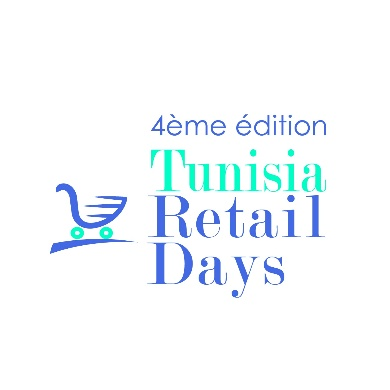 4ème édition
Tunisia
Retail
Days